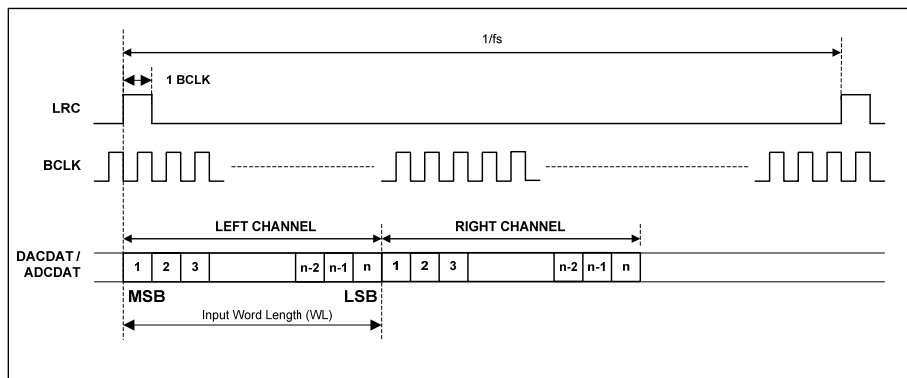 1/fs
1 BCLK
LRC
BCLK
LEFT CHANNEL
RIGHT CHANNEL
DACDAT /
ADCDAT
1 2 3 n-2 n-1 n 1 2 3 n-2 n-1 n
MSB LSB
Input Word Length (WL)